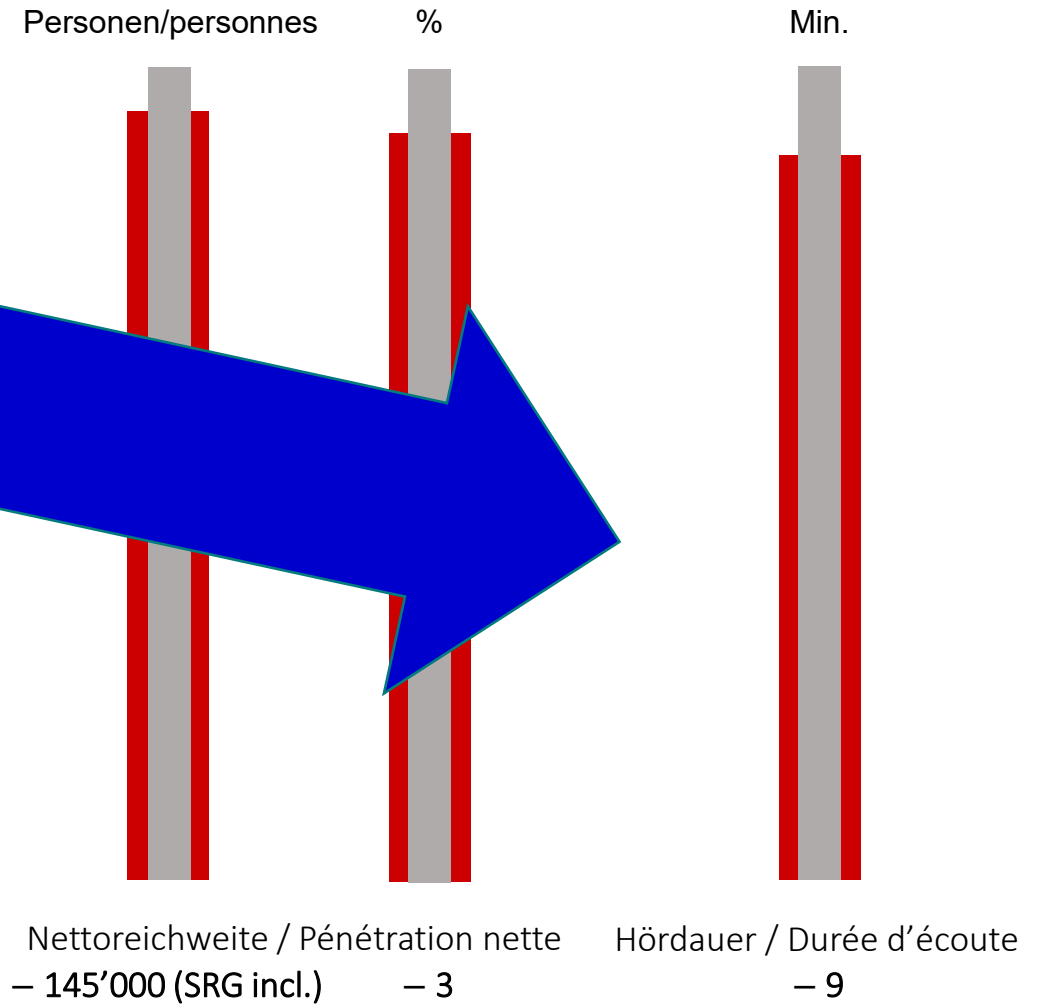 Personen/personnes % Min.
Nettoreichweite / Pénétration nette Hördauer / Durée d’écoute
– 145’000 (SRG incl.) – 3 – 9